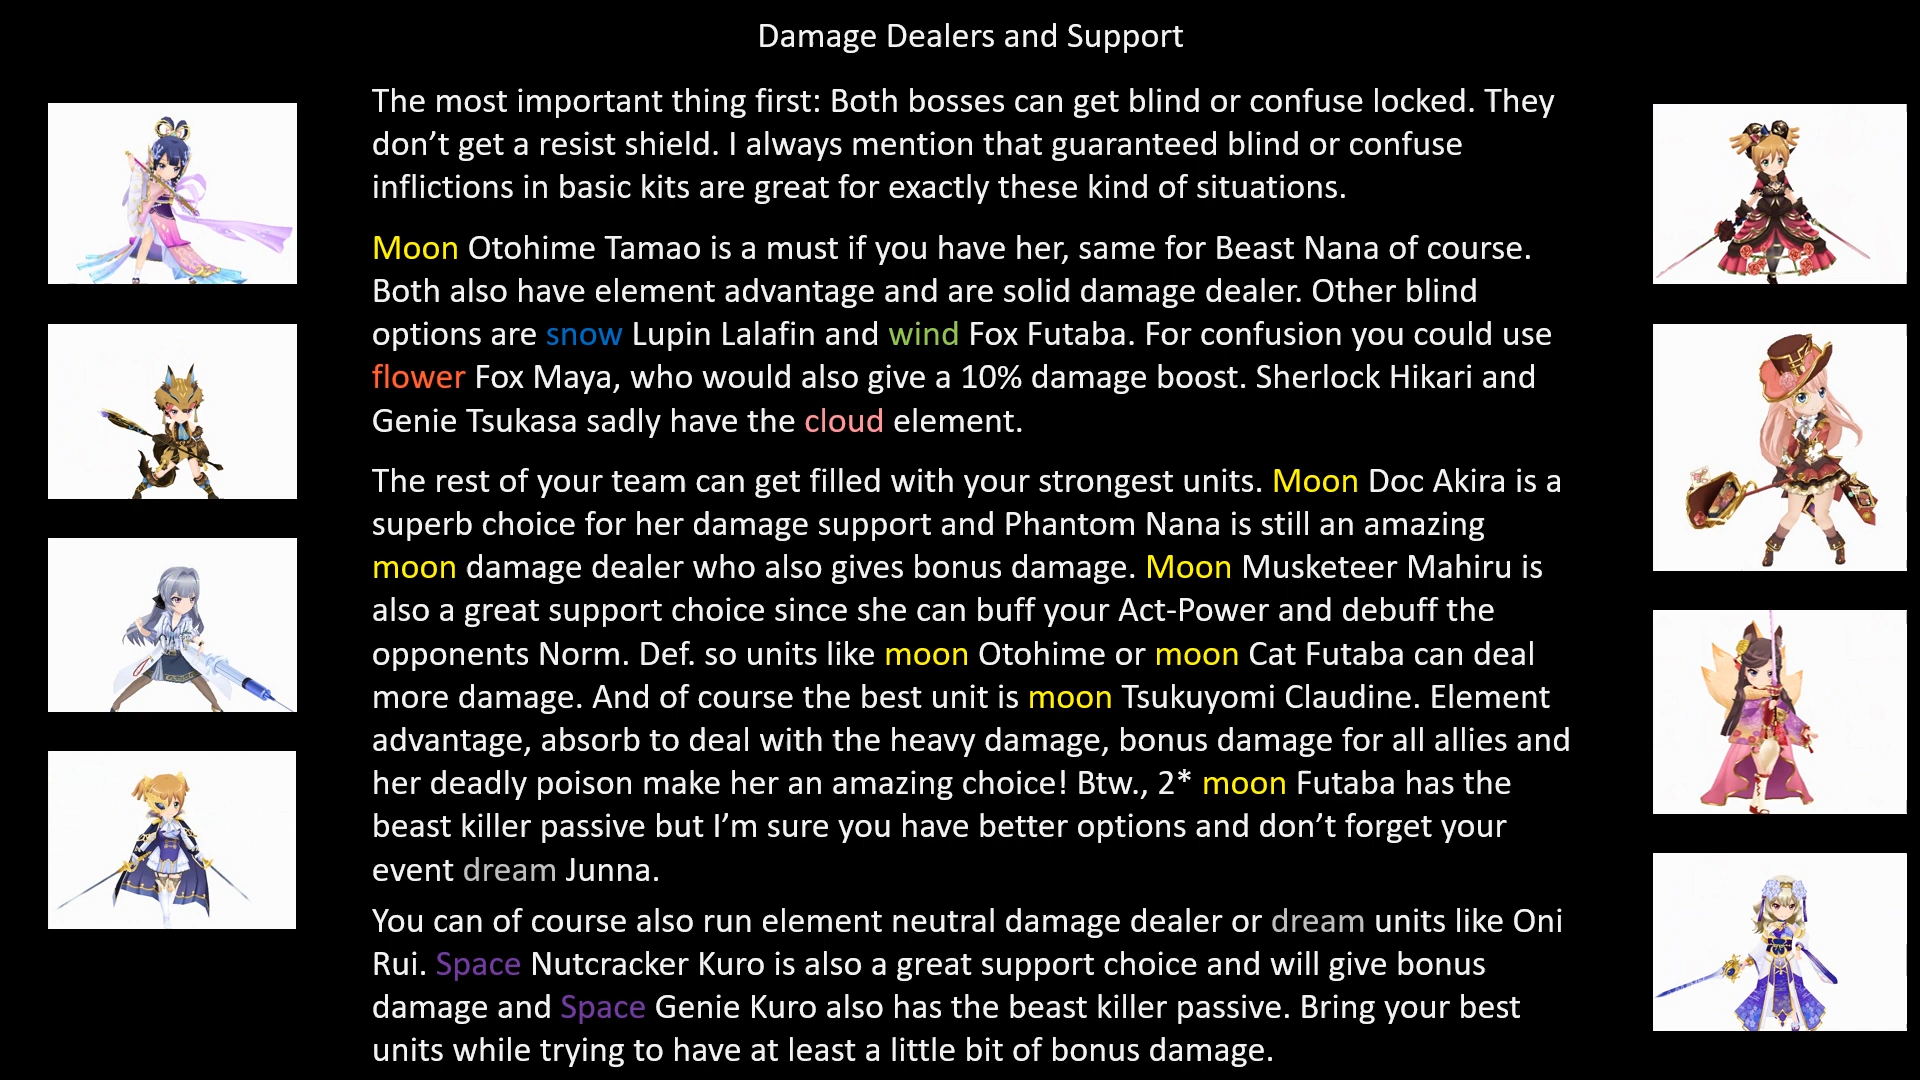 Damage Dealers and Support
The most important thing first: Both bosses can get blind or confuse locked. They
don’t get a resist shield. I always mention that guaranteed blind or confuse
inflictions in basic kits are great for exactly these kind of situations.
Moon Otohime Tamao is a must if you have her, same for Beast Nana of course.
Both also have element advantage and are solid damage dealer. Other blind
options are snow Lupin Lalafin and wind Fox Futaba. For confusion you could use
flower Fox Maya, who would also give a 10% damage boost. Sherlock Hikari and
Genie Tsukasa sadly have the cloud element.
The rest of your team can get filled with your strongest units. Moon Doc Akira is a
superb choice for her damage support and Phantom Nana is still an amazing
moon damage dealer who also gives bonus damage. Moon Musketeer Mahiru is
also a great support choice since she can buff your Act-Power and debuff the
opponents Norm. Def. so units like moon Otohime or moon Cat Futaba can deal
more damage. And of course the best unit is moon Tsukuyomi Claudine. Element
advantage, absorb to deal with the heavy damage, bonus damage for all allies and
her deadly poison make her an amazing choice! Btw., 2* moon Futaba has the
beast killer passive but I’m sure you have better options and don’t forget your
event dream Junna.
You can of course also run element neutral damage dealer or dream units like Oni
Rui. Space Nutcracker Kuro is also a great support choice and will give bonus
damage and Space Genie Kuro also has the beast killer passive. Bring your best
units while trying to have at least a little bit of bonus damage.